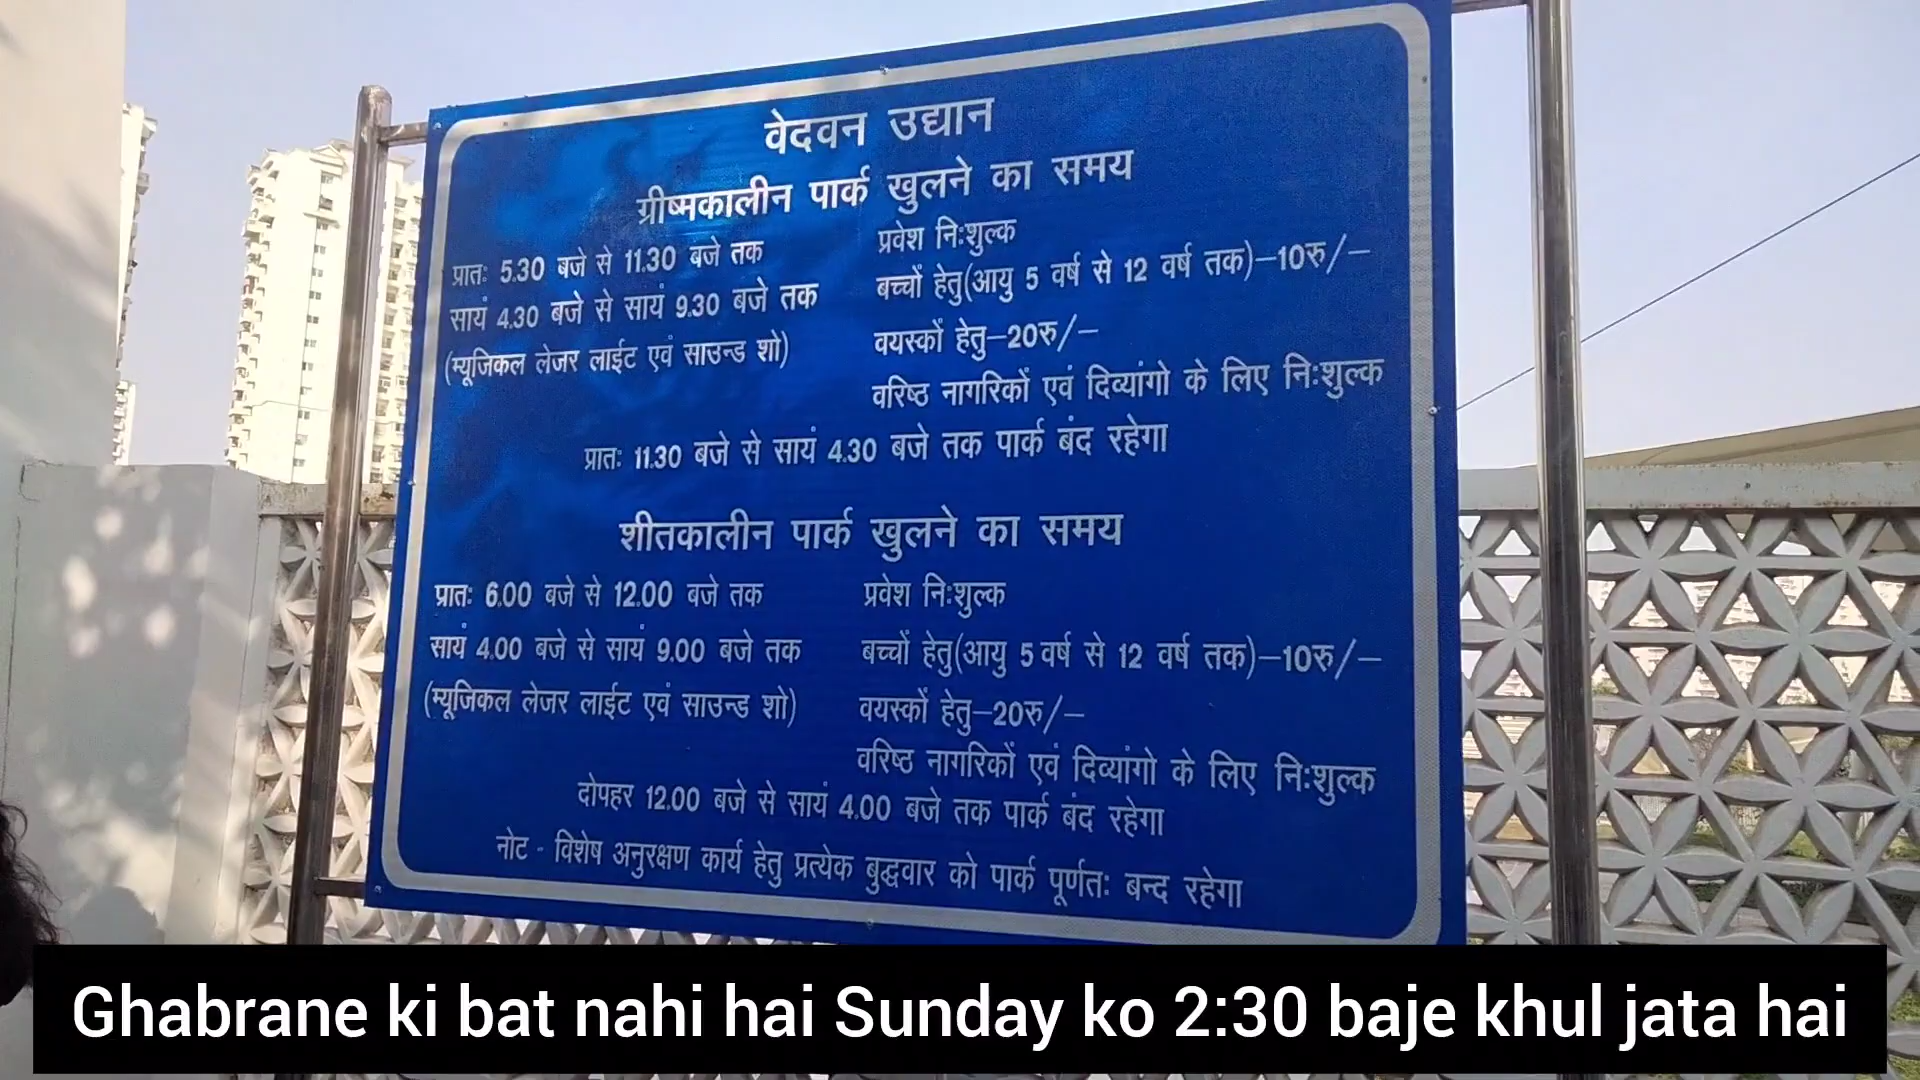 वेदवन उद्यान
ग्रीष्मकालीन पार्क खुलने का समय
प्रातः 5.30 बजे से 11.30 बजे तक प्रवेश निःशुल्क
सायं 4.30 बजे से सायं 9.30 बजे तक बच्चों हेतु(आयु 5 वर्ष से 12 वर्ष तक)–10रु/–
(म्यूजिकल लेजर लाईट एवं साउन्ड शो) वयस्कों हेतु–20रु/–
वरिष्ठ नागरिकों एवं दिव्यांगो के लिए निःशुल्क
प्रातः 11.30 बजे से सायं 4.30 बजे तक पार्क बंद रहेगा
शीतकालीन पार्क खुलने का समय
प्रातः 6.00 बजे से 12.00 बजे तक प्रवेश निःशुल्क
सायं 4.00 बजे से सायं 9.00 बजे तक बच्चों हेतु(आयु 5 वर्ष से 12 वर्ष तक)–10रु/–
(म्यूजिकल लेजर लाईट एवं साउन्ड शो) वयस्कों हेतु–20रु/–
वरिष्ठ नागरिकों एवं दिव्यांगो के लिए निःशुल्क
दोपहर 12.00 बजे से सायं 4.00 बजे तक पार्क बंद रहेगा
नोट - विशेष अनुरक्षण कार्य हेतु प्रत्येक बुद्धवार को पार्क पूर्णतः बन्द रहेगा
Ghabrane ki bat nahi hai Sunday ko 2:30 baje khul jata hai